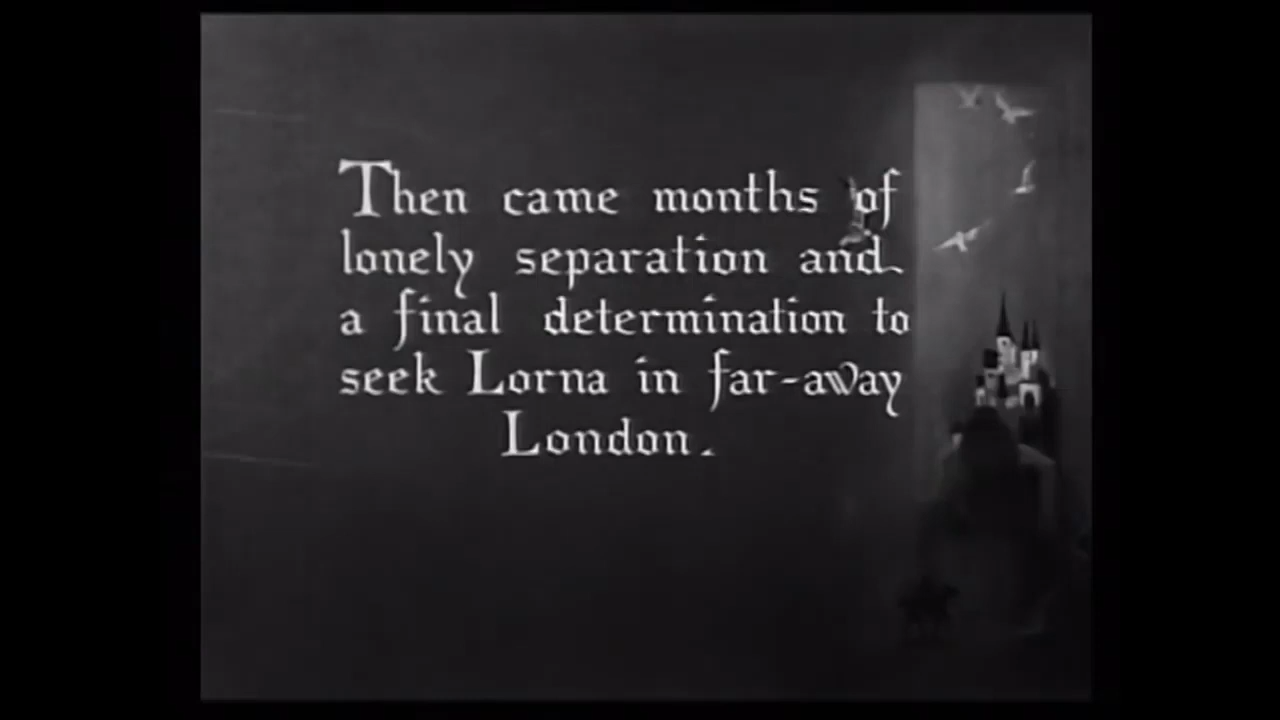 Then came months of
lonely separation and
a final determination to
seek Lorna in far-away
London.